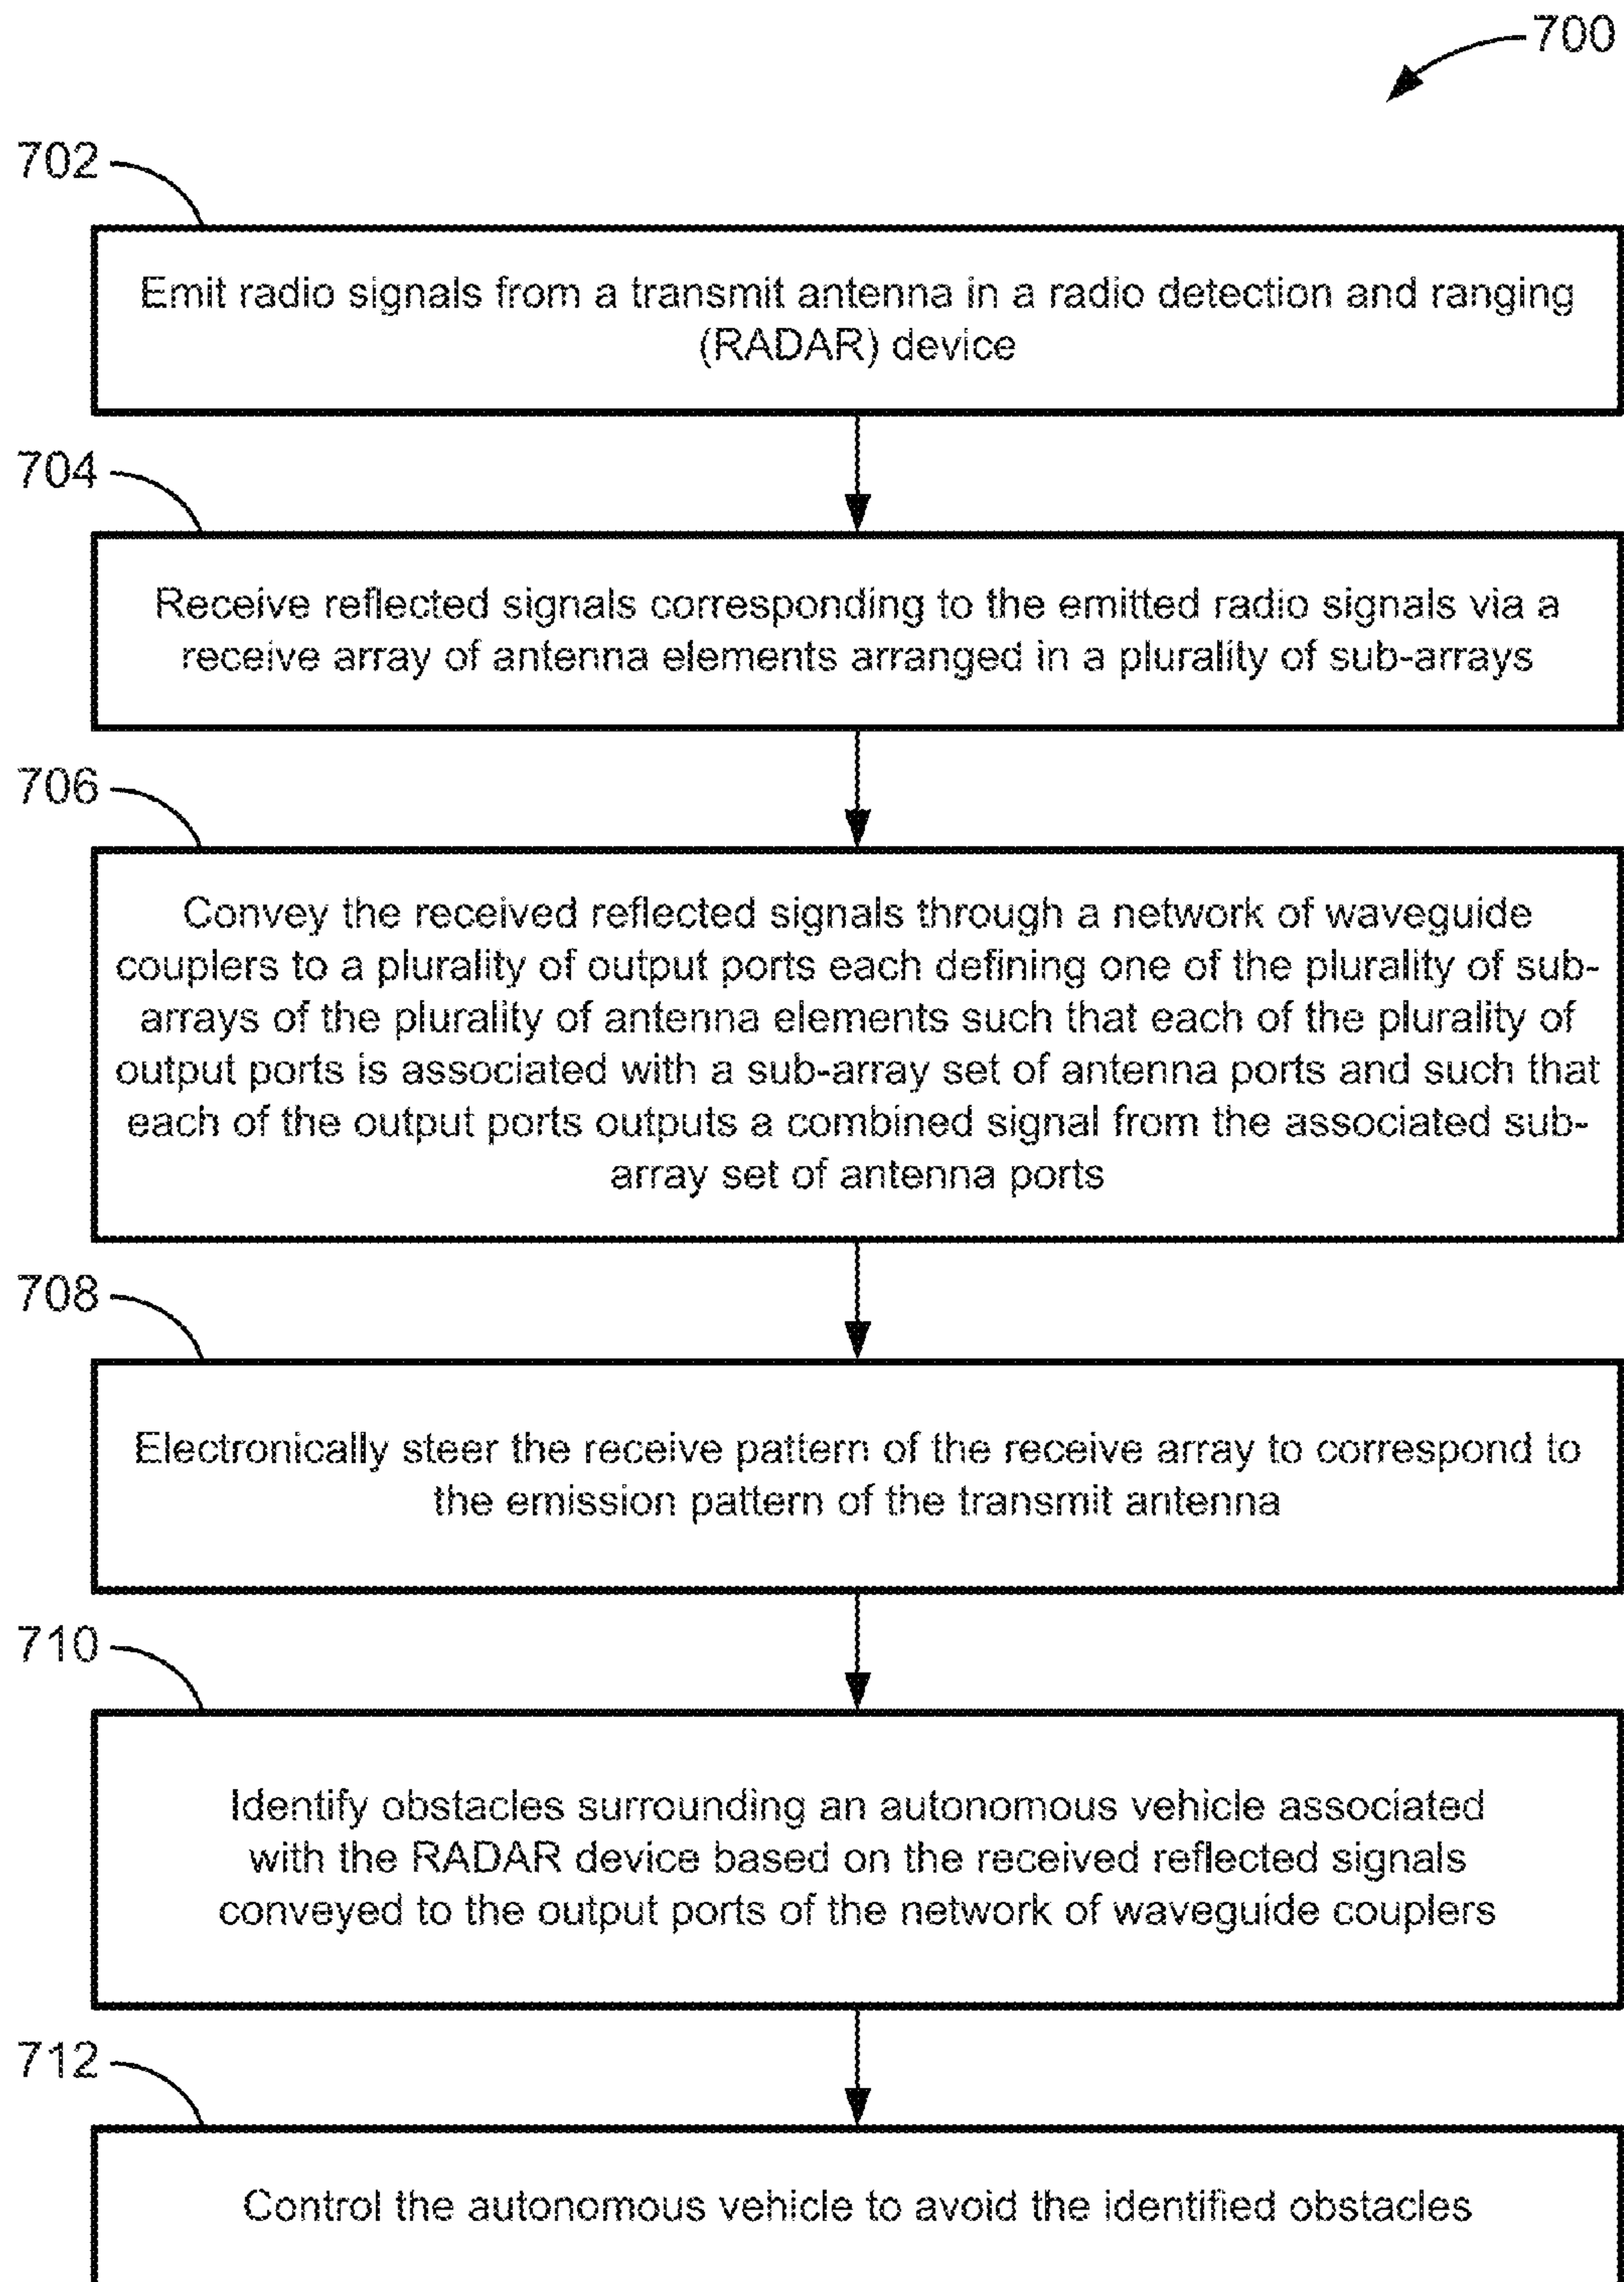 700
702
Emit radio signals from a transmit antenna in a radio detection and ranging
(RADAR) device
704
Receive reflected signals corresponding to the emitted radio signals via a
receive array of antenna elements arranged in a plurality of sub-arrays
706
Convey the received reflected signals through a network of waveguide
couplers to a plurality of output ports each defining one of the plurality of sub-
arrays of the plurality of antenna elements such that each of the plurality of
output ports is associated with a sub-array set of antenna ports and such that
each of the output ports outputs a combined signal from the associated sub-
array set of antenna ports
708
Electronically steer the receive pattern of the receive array to correspond to
the emission pattern of the transmit antenna
710
Identify obstacles surrounding an autonomous vehicle associated
with the RADAR device based on the received reflected signals
conveyed to the output ports of the network of waveguide couplers
712
Control the autonomous vehicle to avoid the identified obstacles